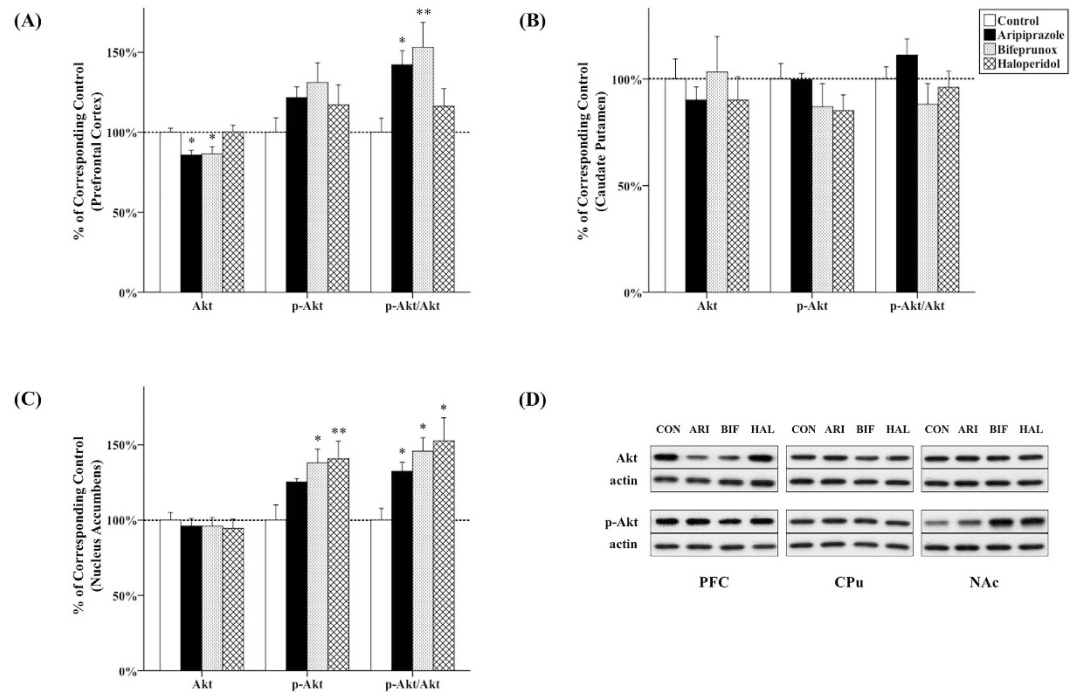 (A)
% of Corresponding Control
(Prefrontal Cortex)
150%
100%
50%
0%
* *
* **
Akt p-Akt p-Akt/Akt
(B)
% of Corresponding Control
(Caudate Putamen)
100%
50%
0%
Akt p-Akt p-Akt/Akt
Control
Aripiprazole
Bifeprunox
Haloperidol
(C)
% of Corresponding Control
(Nucleus Accumbens)
150%
100%
50%
0%
* **
* * *
Akt p-Akt p-Akt/Akt
(D)
CON ARI BIF HAL CON ARI BIF HAL CON ARI BIF HAL
Akt
actin
p-Akt
actin
PFC CPu NAc